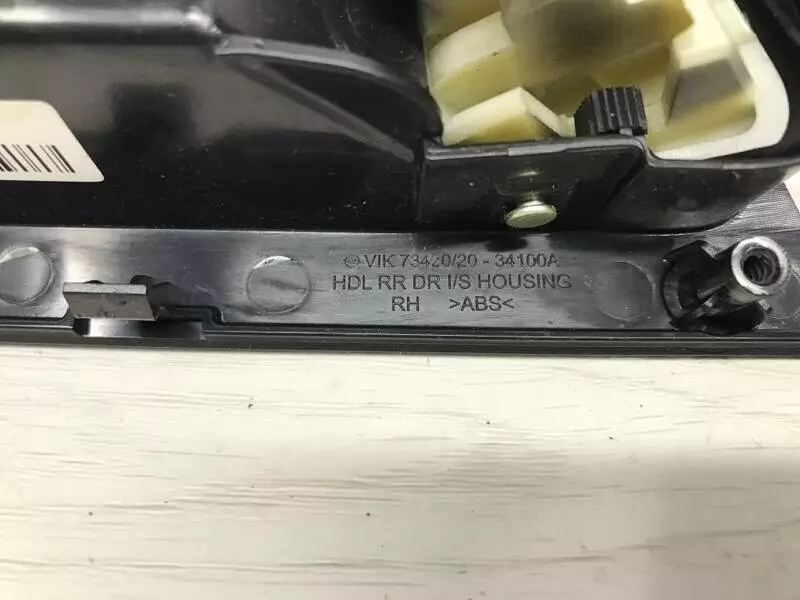 VIK 73420/20 - 34100A
HDL RR DR I/S HOUSING
RH >ABS<